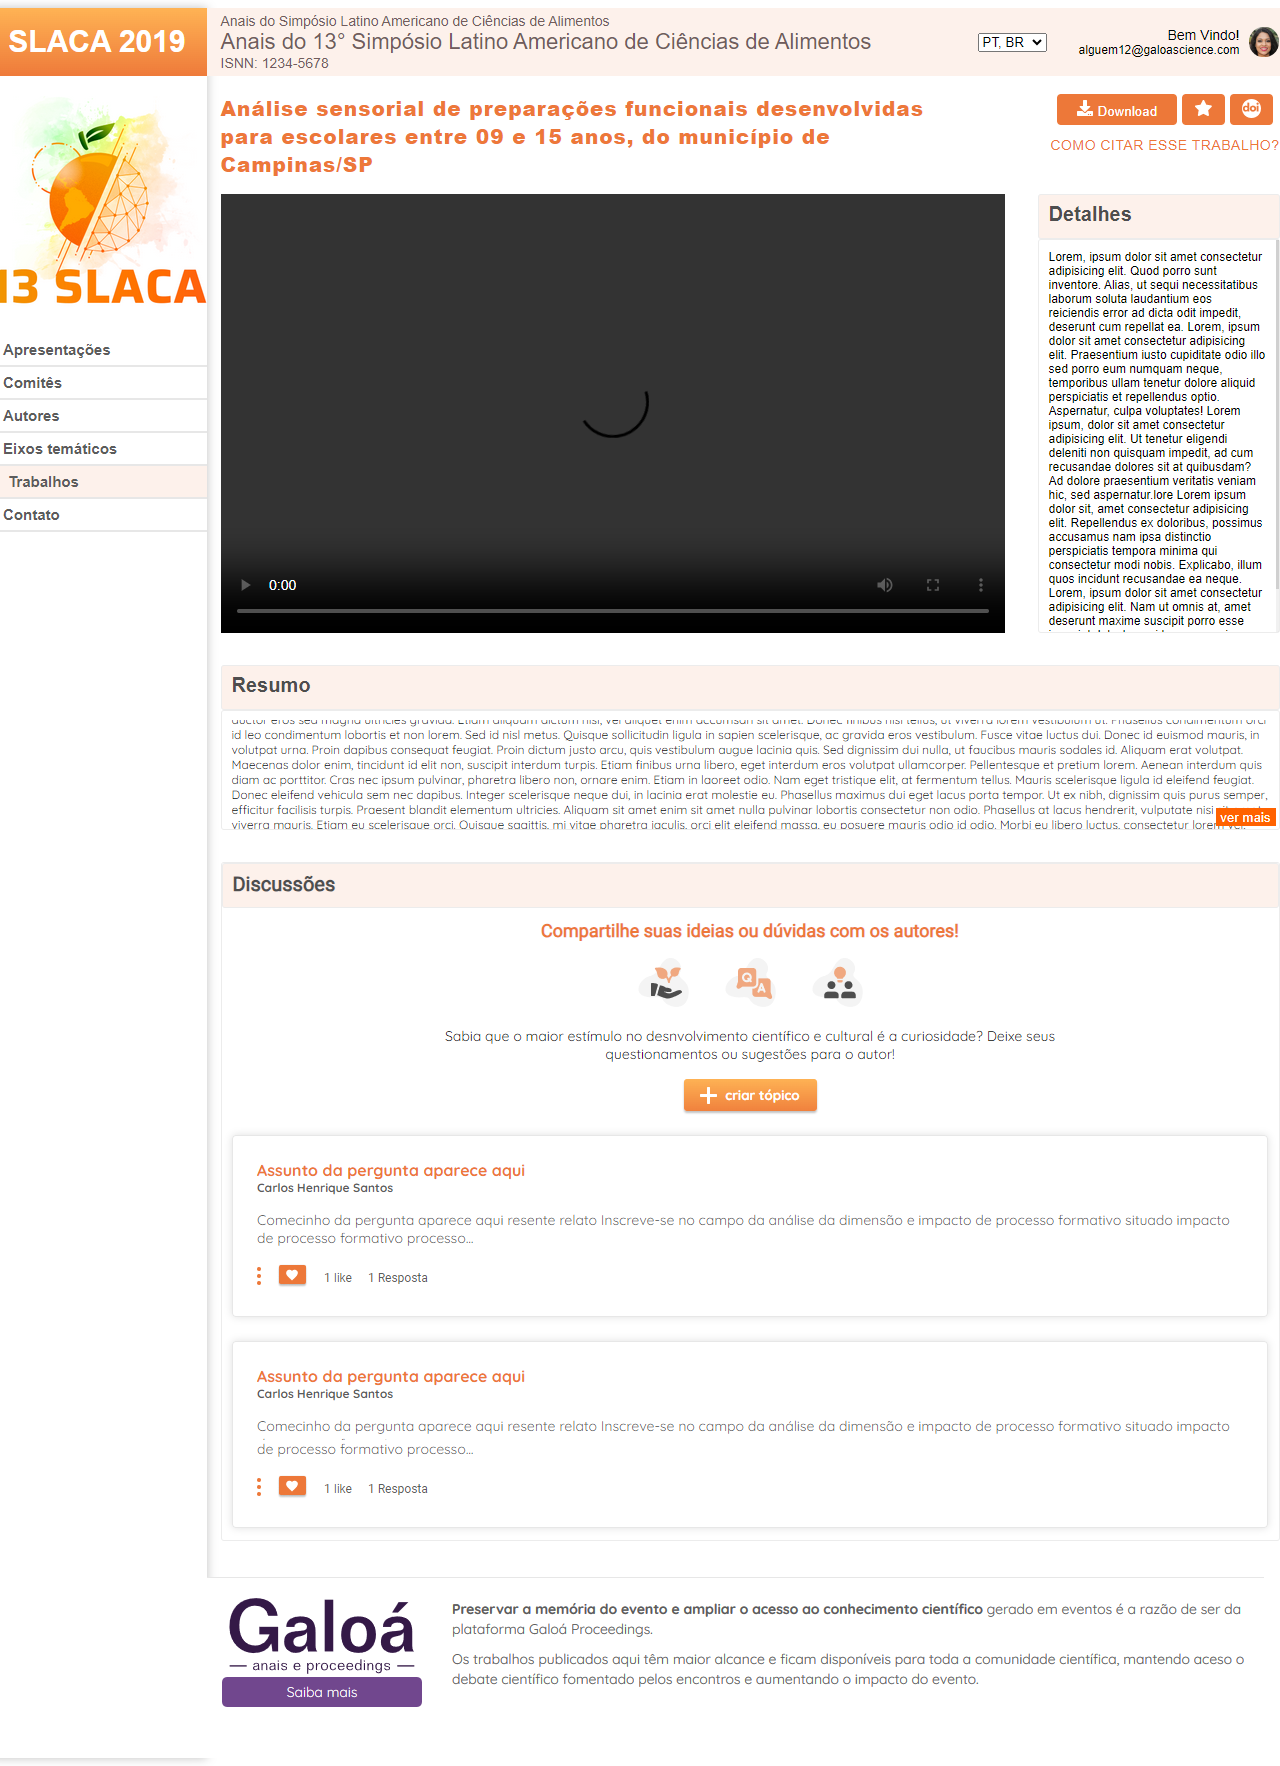 SLACA 2019
Anais do Simpósio Latino Americano de Ciências de Alimentos
Anais do 13° Simpósio Latino Americano de Ciências de Alimentos
ISNN: 1234-5678
PT, BR
Bem Vindo!
alguem12@galoascience.com
13 SLACA
Apresentações
Comitês
Autores
Eixos temáticos
Trabalhos
Contato
Análise sensorial de preparações funcionais desenvolvidas
para escolares entre 09 e 15 anos, do município de
Campinas/SP
Download
doi
COMO CITAR ESSE TRABALHO?
0:00
Detalhes
Lorem, ipsum dolor sit amet consectetur
adipisicing elit. Quod porro sunt
inventore. Alias, ut sequi necessitatibus
laborum soluta laudantium eos
reiciendis error ad dicta odit impedit,
deserunt cum repellat ea. Lorem, ipsum
dolor sit amet consectetur adipisicing
elit. Praesentium iusto cupiditate odio illo
sed porro eum numquam neque,
temporibus ullam tenetur dolore aliquid
perspiciatis et repellendus optio.
Aspernatur, culpa voluptates! Lorem
ipsum, dolor sit amet consectetur
adipisicing elit. Ut tenetur eligendi
deleniti non quisquam impedit, ad cum
recusandae dolores sit at quibusdam?
Ad dolore praesentium veritatis veniam
hic, sed aspernatur.lore Lorem ipsum
dolor sit, amet consectetur adipisicing
elit. Repellendus ex doloribus, possimus
accusamus nam ipsa distinctio
perspiciatis tempora minima qui
consectetur modi nobis. Explicabo, illum
quos incidunt recusandae ea neque.
Lorem, ipsum dolor sit amet consectetur
adipisicing elit. Nam ut omnis at, amet
deserunt maxime suscipit porro esse
Resumo
auctor eros sed magna ultricies gravida. Etiam aliquam dictum nisi, vel aliquet enim accumsan sit amet. Donec finibus nisi tellus, ut viverra lorem vestibulum ut. Phasellus condimentum orci
id leo condimentum lobortis et non lorem. Sed id nisl metus. Quisque sollicitudin ligula in sapien scelerisque, ac gravida eros vestibulum. Fusce vitae luctus dui. Donec id euismod mauris, in
volutpat urna. Proin dapibus consequat feugiat. Proin dictum justo arcu, quis vestibulum augue lacinia quis. Sed dignissim dui nulla, ut faucibus mauris sodales id. Aliquam erat volutpat.
Maecenas dolor enim, tincidunt id elit non, suscipit interdum turpis. Etiam finibus urna libero, eget interdum eros volutpat ullamcorper. Pellentesque et pretium lorem. Aenean interdum quis
diam ac porttitor. Cras nec ipsum pulvinar, pharetra libero non, ornare enim. Etiam in laoreet odio. Nam eget tristique elit, at fermentum tellus. Mauris scelerisque ligula id eleifend feugiat.
Donec eleifend vehicula sem nec dapibus. Integer scelerisque neque dui, in lacinia erat molestie eu. Phasellus maximus dui eget lacus porta tempor. Ut ex nibh, dignissim quis purus semper,
efficitur facilisis turpis. Praesent blandit elementum ultricies. Aliquam sit amet enim sit amet nulla pulvinar lobortis consectetur non odio. Phasellus at lacus hendrerit, vulputate nisi
viverra mauris. Etiam eu scelerisque orci. Quisque sagittis, mi vitae pharetra iaculis, orci elit eleifend massa, eu posuere mauris odio id odio. Morbi eu libero luctus, consectetur lorem vel,
ver mais
Discussões
Compartilhe suas ideias ou dúvidas com os autores!
Q
A
Sabia que o maior estímulo no desnvolvimento científico e cultural é a curiosidade? Deixe seus
questionamentos ou sugestões para o autor!
criar tópico
Assunto da pergunta aparece aqui
Carlos Henrique Santos
Comecinho da pergunta aparece aqui resente relato Inscreve-se no campo da análise da dimensão e impacto de processo formativo situado impacto
de processo formativo processo...
1 like 1 Resposta
Assunto da pergunta aparece aqui
Carlos Henrique Santos
Comecinho da pergunta aparece aqui resente relato Inscreve-se no campo da análise da dimensão e impacto de processo formativo situado impacto
de processo formativo processo...
1 like 1 Resposta
Galoá
anais e proceedings
Saiba mais
Preservar a memória do evento e ampliar o acesso ao conhecimento científico gerado em eventos é a razão de ser da
plataforma Galoá Proceedings.
Os trabalhos publicados aqui têm maior alcance e ficam disponíveis para toda a comunidade científica, mantendo aceso o
debate científico fomentado pelos encontros e aumentando o impacto do evento.